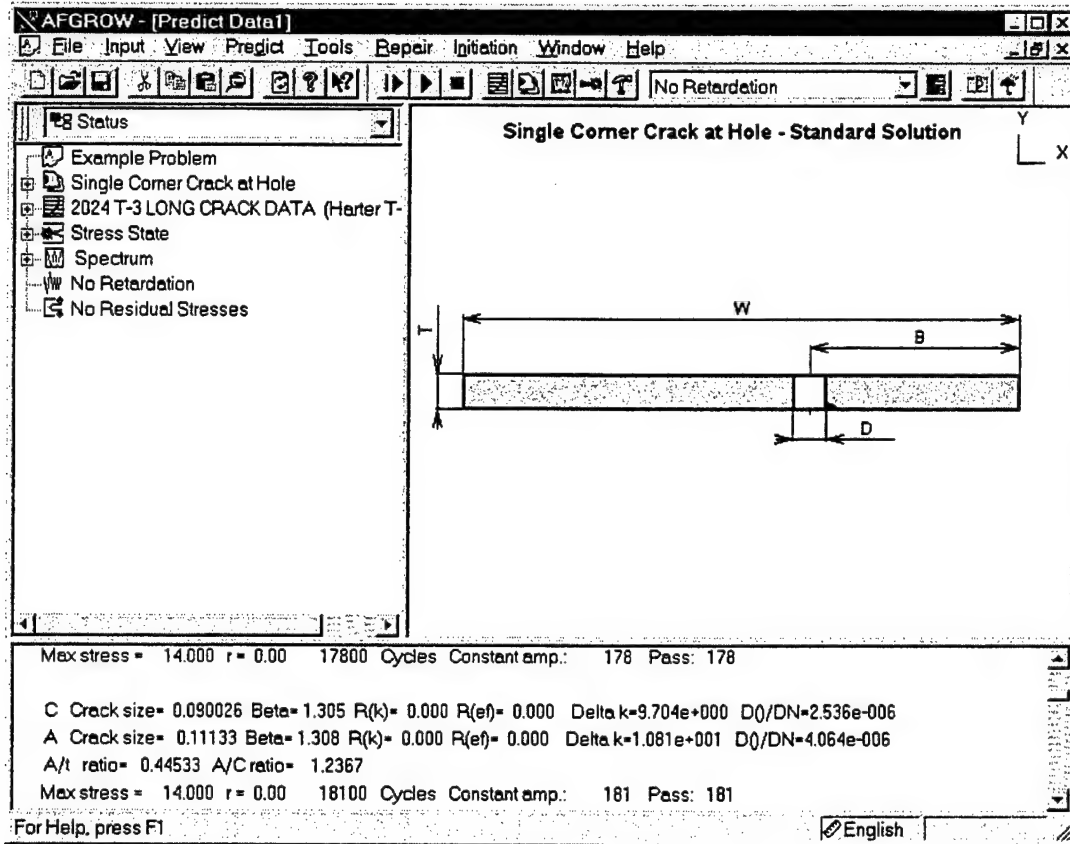 AFGROW - [Predict Data1]
File Input View Predict Tools Repair Initiation Window Help
No Retardation
Status
Example Problem
Single Corner Crack at Hole
2024 T-3 LONG CRACK DATA (Harter T-
Stress State
Spectrum
No Retardation
No Residual Stresses
Single Corner Crack at Hole - Standard Solution
Y
X
W
B
T
D
Max stress = 14.000 r = 0.00 17800 Cycles Constant amp.: 178 Pass: 178
C Crack size= 0.090026 Beta= 1.305 R(k)= 0.000 R(ef)= 0.000 Delta k=9.704e+000 D()/DN=2.536e-006
A Crack size= 0.11133 Beta= 1.308 R(k)= 0.000 R(ef)= 0.000 Delta k=1.081e+001 D()/DN=4.064e-006
A/t ratio= 0.44533 A/C ratio= 1.2367
Max stress = 14.000 r = 0.00 18100 Cycles Constant amp.: 181 Pass: 181
For Help, press F1
English